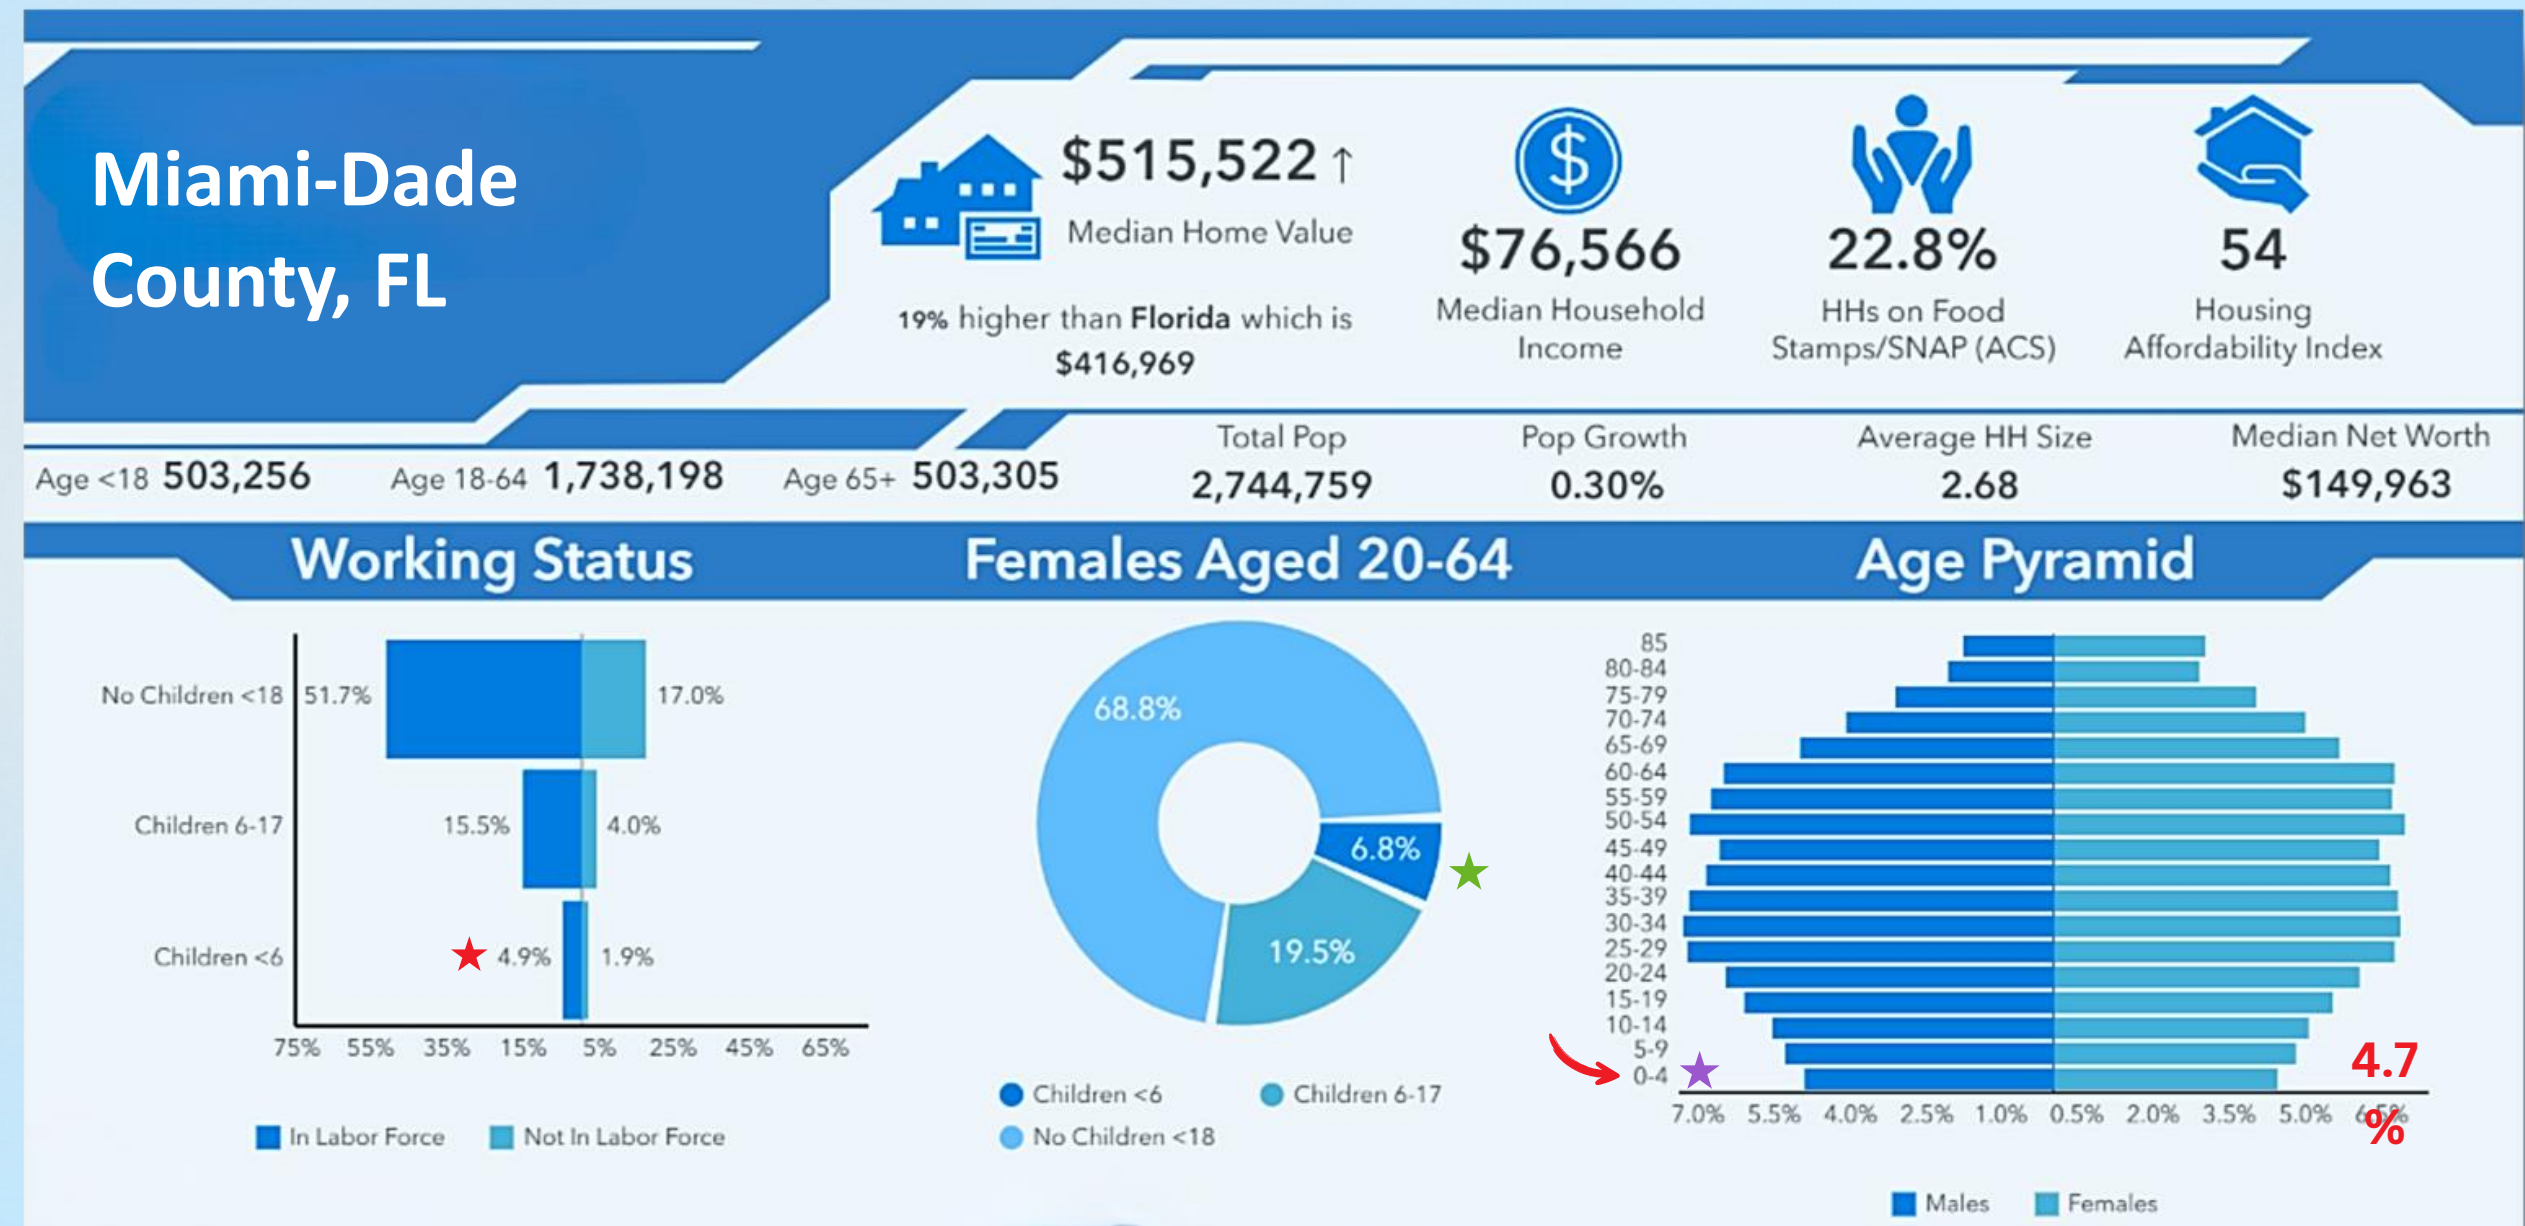 Miami-Dade
County, FL
$515,522 ↑
Median Home Value
19% higher than Florida which is
$416,969
$
$76,566
Median Household
Income
22.8%
HHs on Food
Stamps/SNAP (ACS)
54
Housing
Affordability Index
Age <18 503,256
Age 18-64 1,738,198
Age 65+ 503,305
Total Pop
2,744,759
Pop Growth
0.30%
Average HH Size
2.68
Median Net Worth
$149,963
Working Status
Females Aged 20-64
Age Pyramid
No Children <18 51.7% 17.0%
Children 6-17 15.5% 4.0%
Children <6 4.9% 1.9%
75% 55% 35% 15% 5% 25% 45% 65%
In Labor Force Not In Labor Force
68.8%
6.8%
19.5%
Children <6 Children 6-17
No Children <18
85
80-84
75-79
70-74
65-69
60-64
55-59
50-54
45-49
40-44
35-39
30-34
25-29
20-24
15-19
10-14
5-9
0-4
4.7
%
7.0% 5.5% 4.0% 2.5% 1.0% 0.5% 2.0% 3.5% 5.0% 6.5%
Males Females